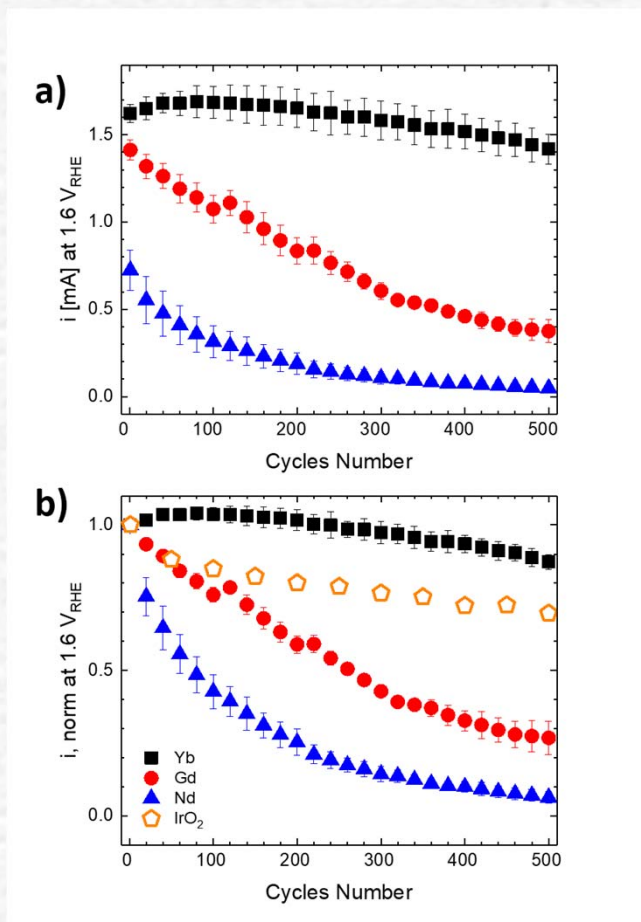 a)
i [mA] at 1.6 V_RHE
1.5
1.0
0.5
0.0
0 100 200 300 400 500
Cycles Number
b)
i, norm at 1.6 V_RHE
1.0
0.5
0.0
Yb
Gd
Nd
IrO₂
0 100 200 300 400 500
Cycles Number